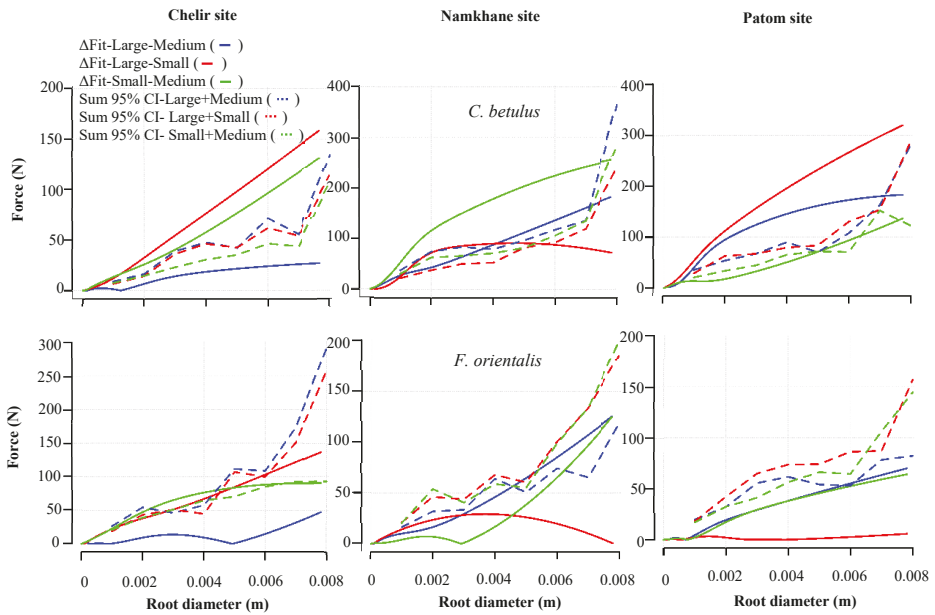 Chelir site
Namkhane site
Patom site
ΔFit-Large-Medium ( — )
ΔFit-Large-Small ( — )
ΔFit-Small-Medium ( — )
Sum 95% CI-Large+Medium ( ··· )
Sum 95% CI- Large+Small ( ··· )
Sum 95% CI- Small+Medium ( ··· )
Force (N)
200
150
100
50
0
400
300
200
100
0
C. betulus
400
300
200
100
0
Force (N)
300
250
200
150
100
50
0
200
150
100
50
0
F. orientalis
200
150
100
50
0
0 0.002 0.004 0.006 0.008
0 0.002 0.004 0.006 0.008
0 0.002 0.004 0.006 0.008
Root diameter (m)
Root diameter (m)
Root diameter (m)